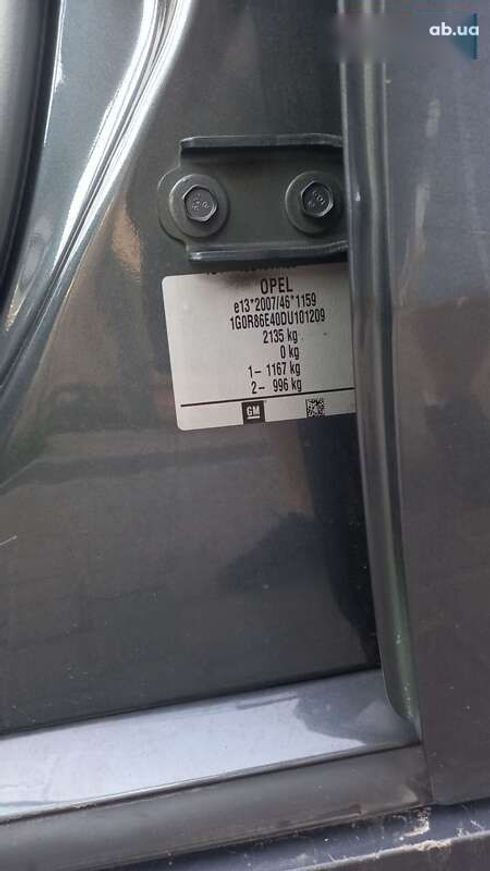 ab.ua
OPEL
e13*2007/46*1159
1G0R86E40DU101209
2135 kg
0 kg
1– 1167 kg
2– 996 kg
GM